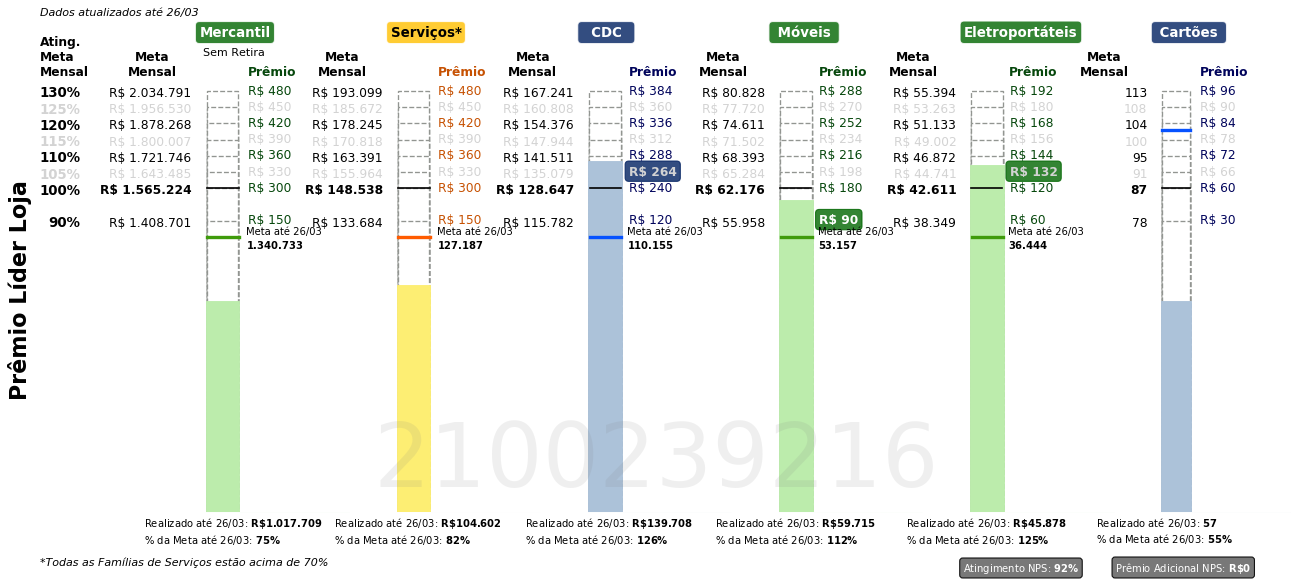 Dados atualizados até 26/03
Mercantil Serviços* CDC Móveis Eletroportáteis Cartões
Sem Retira
Ating. Meta Mensal
Meta Mensal Prêmio Meta Mensal Prêmio Meta Mensal Prêmio Meta Mensal Prêmio Meta Mensal Prêmio Meta Mensal Prêmio
130% R$ 2.034.791 R$ 480 R$ 193.099 R$ 480 R$ 167.241 R$ 384 R$ 80.828 R$ 288 R$ 55.394 R$ 192 113 R$ 96
125% R$ 1.956.530 R$ 450 R$ 185.672 R$ 450 R$ 160.808 R$ 360 R$ 77.720 R$ 270 R$ 53.263 R$ 180 108 R$ 90
120% R$ 1.878.268 R$ 420 R$ 178.245 R$ 420 R$ 154.376 R$ 336 R$ 74.611 R$ 252 R$ 51.133 R$ 168 104 R$ 84
115% R$ 1.800.007 R$ 390 R$ 170.818 R$ 390 R$ 147.944 R$ 312 R$ 71.502 R$ 234 R$ 49.002 R$ 156 100 R$ 78
110% R$ 1.721.746 R$ 360 R$ 163.391 R$ 360 R$ 141.511 R$ 288 R$ 68.393 R$ 216 R$ 46.872 R$ 144 95 R$ 72
105% R$ 1.643.485 R$ 330 R$ 155.964 R$ 330 R$ 135.079 R$ 264 R$ 65.284 R$ 198 R$ 44.741 R$ 132 91 R$ 66
100% R$ 1.565.224 R$ 300 R$ 148.538 R$ 300 R$ 128.647 R$ 240 R$ 62.176 R$ 180 R$ 42.611 R$ 120 87 R$ 60
90% R$ 1.408.701 R$ 150 R$ 133.684 R$ 150 R$ 115.782 R$ 120 R$ 55.958 R$ 90 R$ 38.349 R$ 60 78 R$ 30
Meta até 26/03 Meta até 26/03 Meta até 26/03 Meta até 26/03 Meta até 26/03
1.340.733 127.187 110.155 53.157 36.444
Prêmio Líder Loja
2100239216
Realizado até 26/03: R$1.017.709 Realizado até 26/03: R$104.602 Realizado até 26/03: R$139.708 Realizado até 26/03: R$59.715 Realizado até 26/03: R$45.878 Realizado até 26/03: 57
% da Meta até 26/03: 75% % da Meta até 26/03: 82% % da Meta até 26/03: 126% % da Meta até 26/03: 112% % da Meta até 26/03: 125% % da Meta até 26/03: 55%
*Todas as Famílias de Serviços estão acima de 70%
Atingimento NPS: 92% Prêmio Adicional NPS: R$0